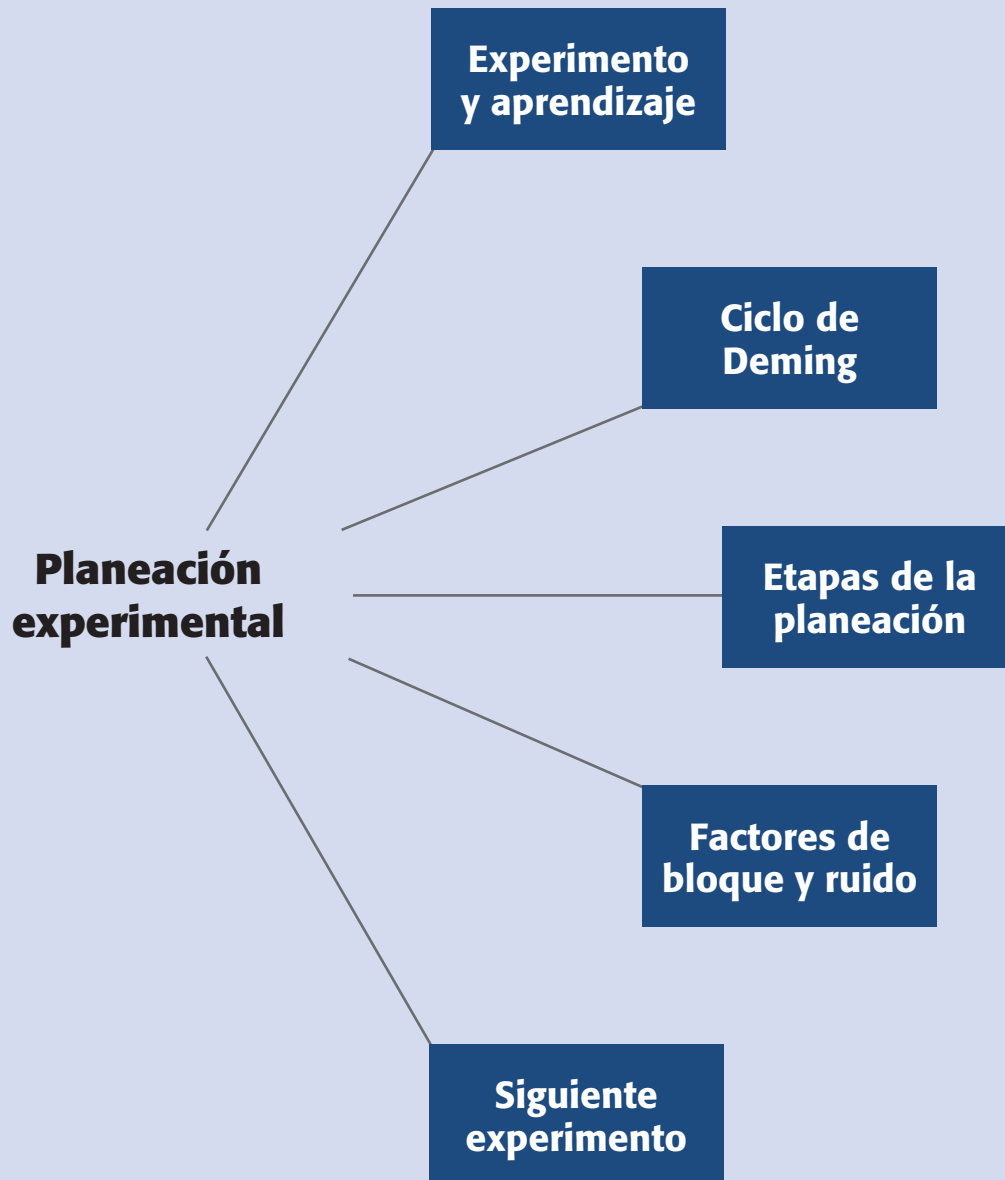 Experimento
y aprendizaje
Ciclo de
Deming
Planeación
experimental
Etapas de la
planeación
Factores de
bloque y ruido
Siguiente
experimento